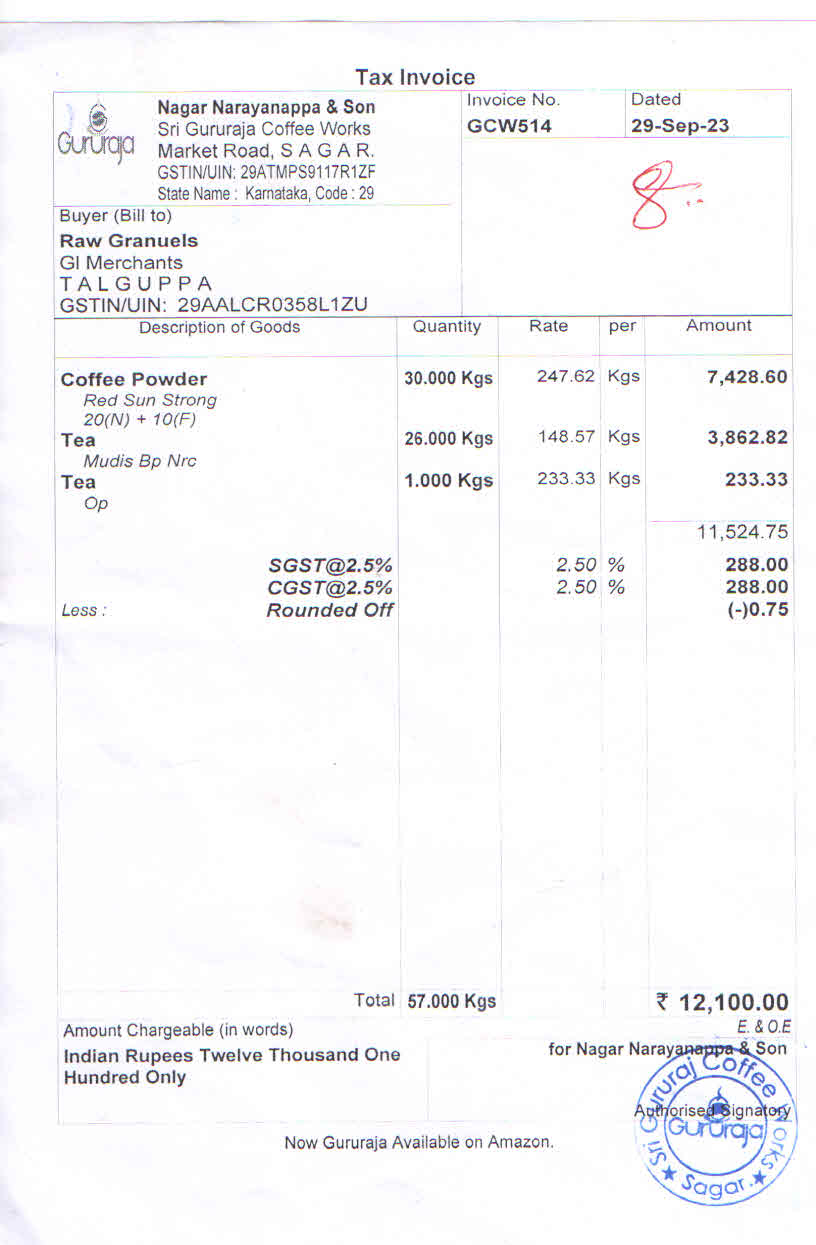 Tax Invoice
Gururaja
Nagar Narayanappa & Son
Sri Gururaja Coffee Works
Market Road, S A G A R.
GSTIN/UIN: 29ATMPS9117R1ZF
State Name : Karnataka, Code : 29
Invoice No.
GCW514
Dated
29-Sep-23
Buyer (Bill to)
Raw Granuels
GI Merchants
T A L G U P P A
GSTIN/UIN: 29AALCR0358L1ZU
Description of Goods Quantity Rate per Amount
Coffee Powder 30.000 Kgs 247.62 Kgs 7,428.60
Red Sun Strong
20(N) + 10(F)
Tea 26.000 Kgs 148.57 Kgs 3,862.82
Mudis Bp Nrc
Tea 1.000 Kgs 233.33 Kgs 233.33
Op
11,524.75
SGST@2.5% 2.50 % 288.00
CGST@2.5% 2.50 % 288.00
Less : Rounded Off (-)0.75
Total 57.000 Kgs ₹ 12,100.00
Amount Chargeable (in words) E. & O.E
Indian Rupees Twelve Thousand One
Hundred Only
for Nagar Narayanappa & Son
Authorised Signatory
Sri Gururaj Coffee Works
Gururaja
Sagar.
Now Gururaja Available on Amazon.